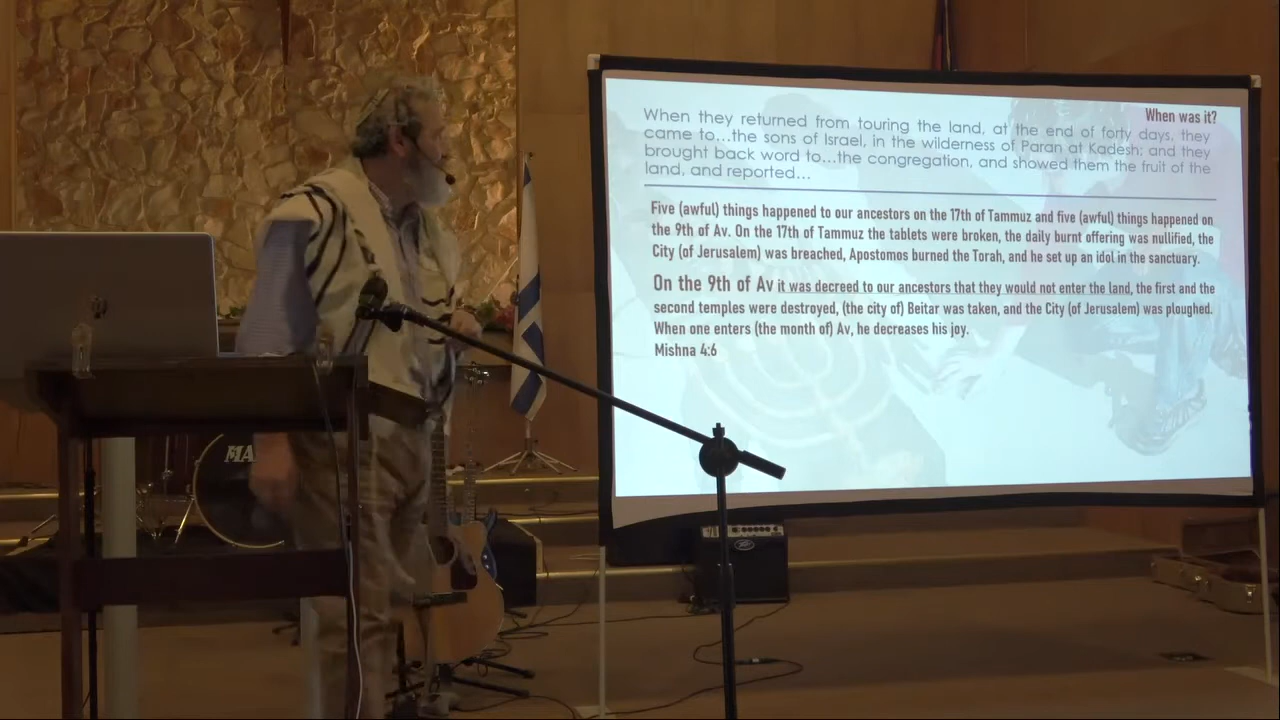 When was it?
When they returned from touring the land, at the end of forty days, they
came to...the sons of Israel, in the wilderness of Paran at Kadesh; and they
brought back word to...the congregation, and showed them the fruit of the
land, and reported...
Five (awful) things happened to our ancestors on the 17th of Tammuz and five (awful) things happened on
the 9th of Av. On the 17th of Tammuz the tablets were broken, the daily burnt offering was nullified, the
City (of Jerusalem) was breached, Apostomos burned the Torah, and he set up an idol in the sanctuary.
On the 9th of Av it was decreed to our ancestors that they would not enter the land, the first and the
second temples were destroyed, (the city of) Beitar was taken, and the City (of Jerusalem) was ploughed.
When one enters (the month of) Av, he decreases his joy.
Mishna 4:6
MA